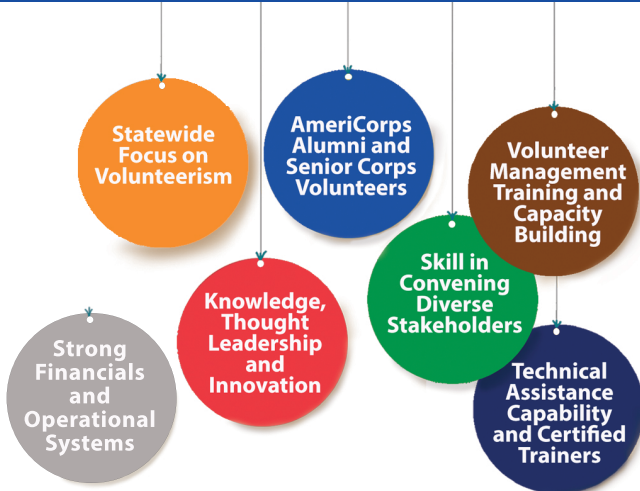 Statewide
Focus on
Volunteerism
AmeriCorps
Alumni and
Senior Corps
Volunteers
Volunteer
Management
Training and
Capacity
Building
Skill in
Convening
Diverse
Stakeholders
Knowledge,
Thought
Leadership
and
Innovation
Strong
Financials
and
Operational
Systems
Technical
Assistance
Capability
and Certified
Trainers